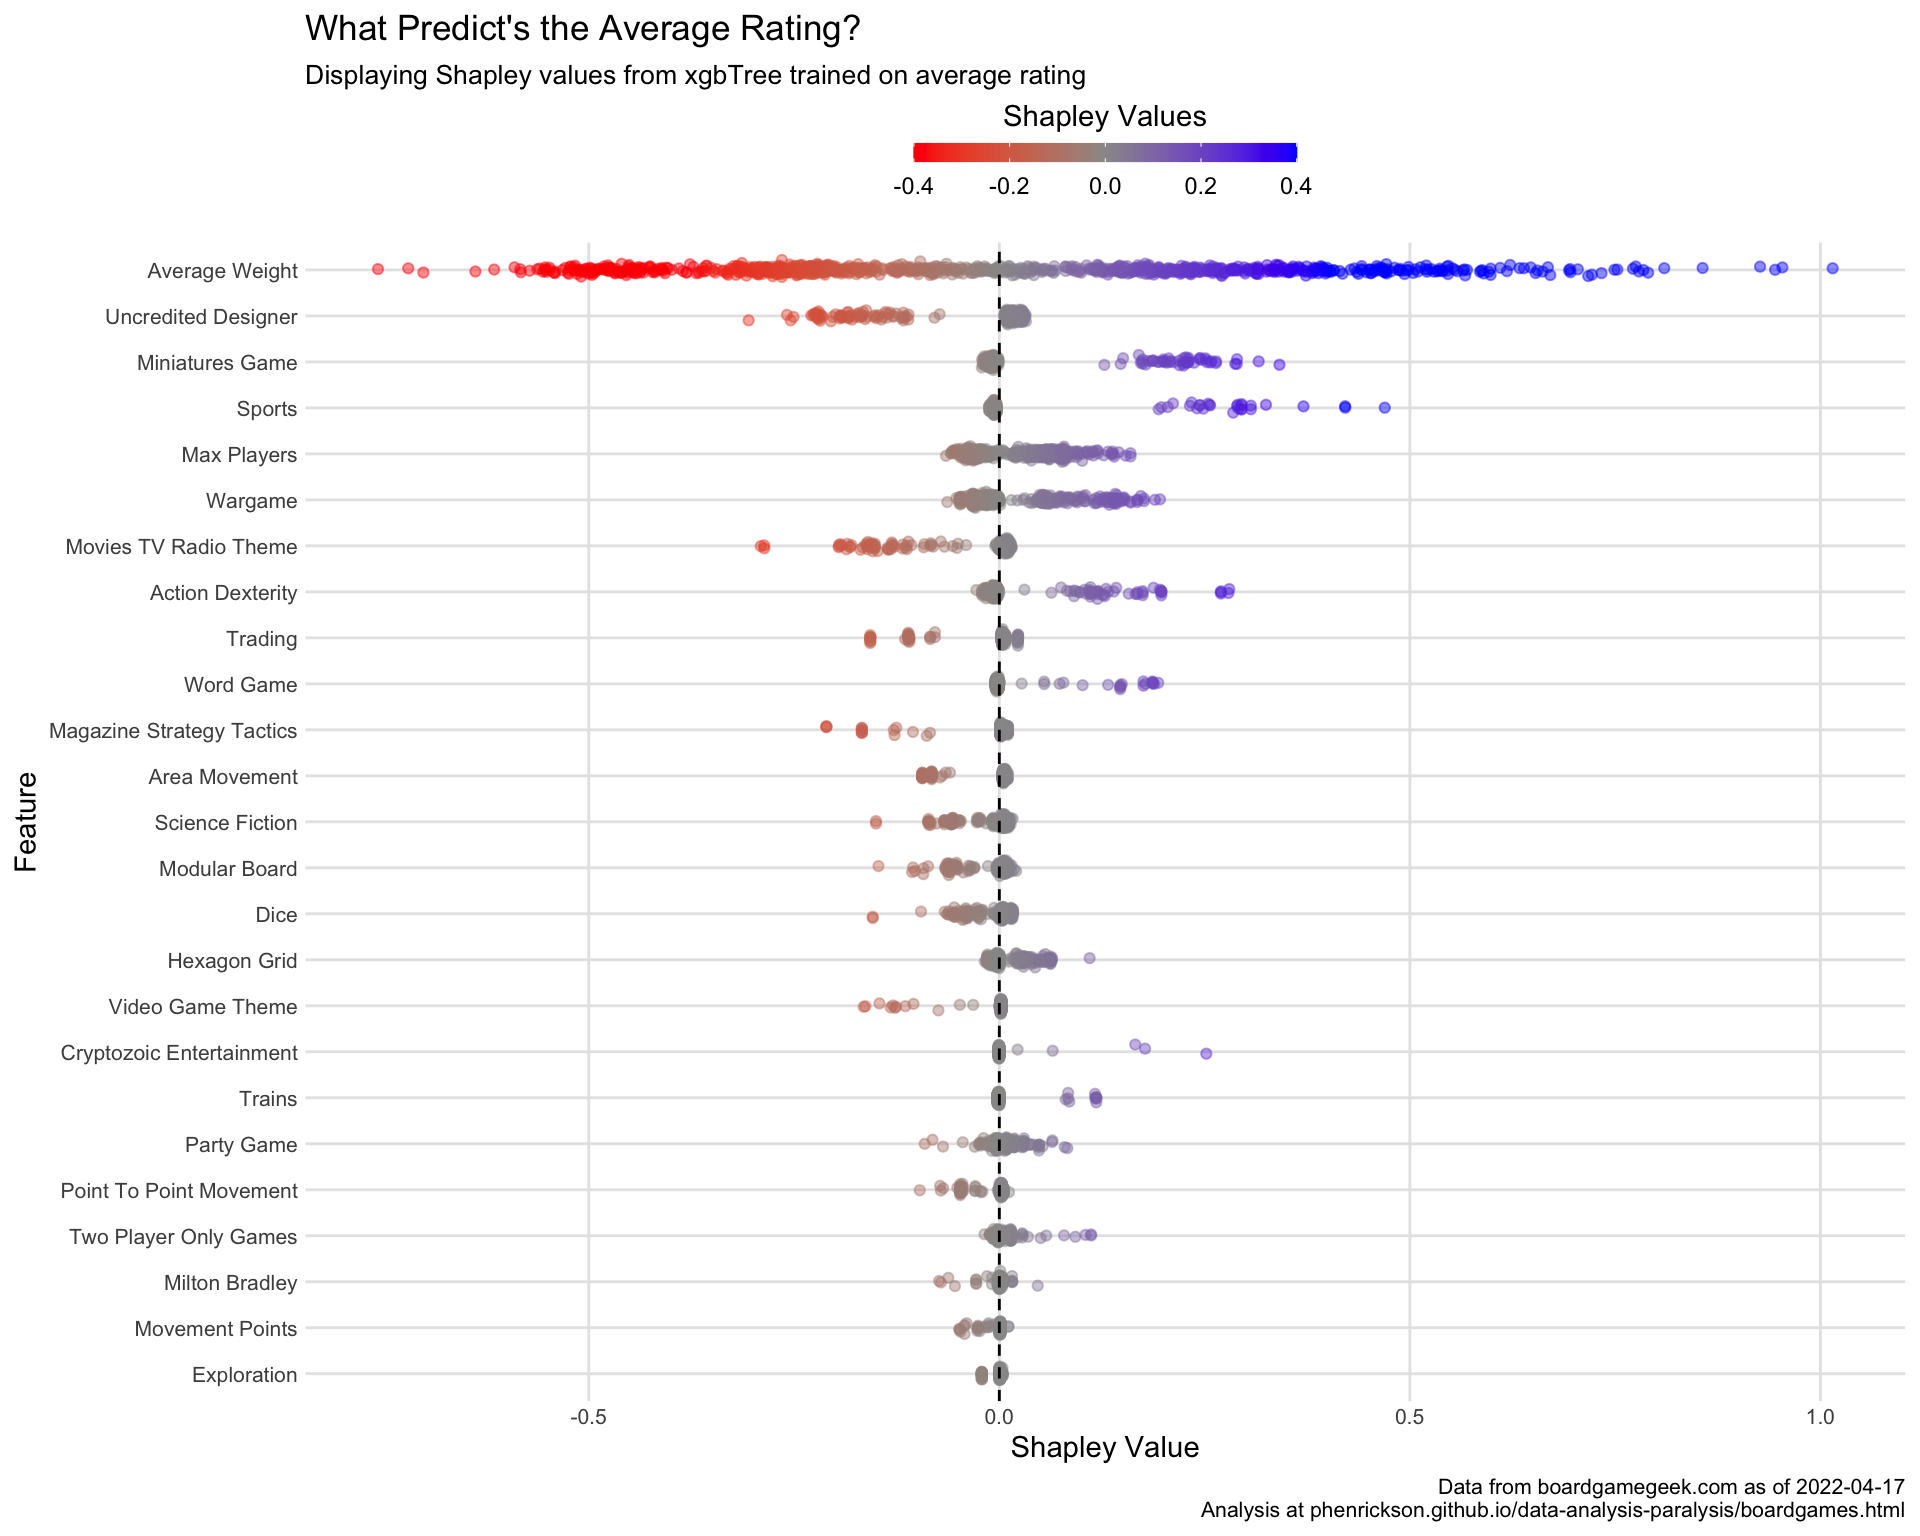 What Predict's the Average Rating?
Displaying Shapley values from xgbTree trained on average rating
Shapley Values
-0.4 -0.2 0.0 0.2 0.4
Feature
Average Weight
Uncredited Designer
Miniatures Game
Sports
Max Players
Wargame
Movies TV Radio Theme
Action Dexterity
Trading
Word Game
Magazine Strategy Tactics
Area Movement
Science Fiction
Modular Board
Dice
Hexagon Grid
Video Game Theme
Cryptozoic Entertainment
Trains
Party Game
Point To Point Movement
Two Player Only Games
Milton Bradley
Movement Points
Exploration
-0.5 0.0 0.5 1.0
Shapley Value
Data from boardgamegeek.com as of 2022-04-17
Analysis at phenrickson.github.io/data-analysis-paralysis/boardgames.html